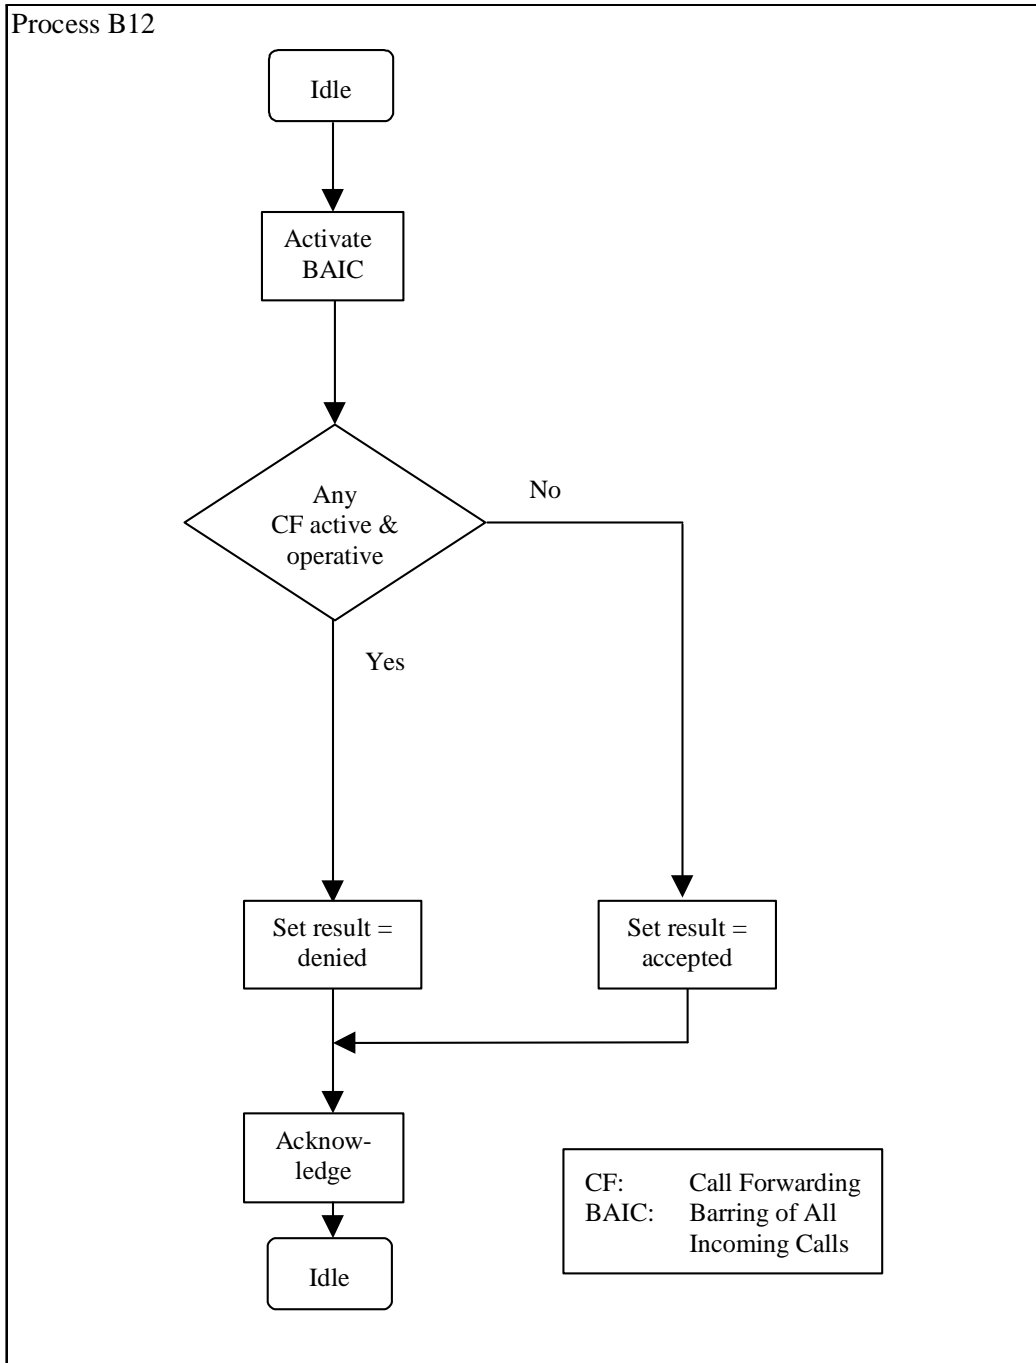 Process B12
Idle
Activate
BAIC
Any
CF active &
operative
No
Yes
Set result =
denied
Set result =
accepted
Acknow-
ledge
Idle
CF: Call Forwarding
BAIC: Barring of All
Incoming Calls